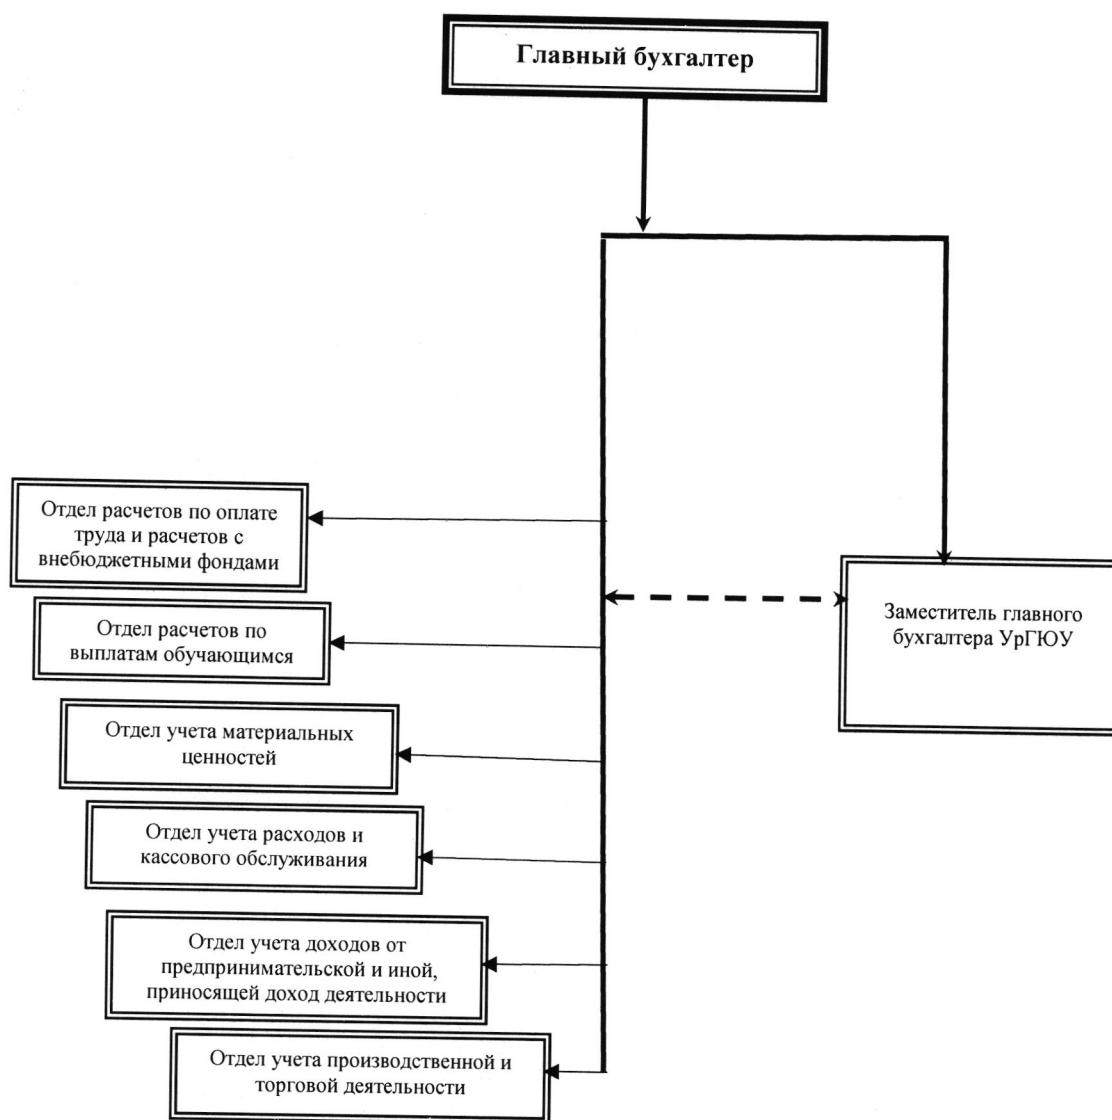 Главный бухгалтер
Отдел расчетов по оплате
труда и расчетов с
внебюджетными фондами
Отдел расчетов по
выплатам обучающимся
Отдел учета материальных
ценностей
Отдел учета расходов и
кассового обслуживания
Отдел учета доходов от
предпринимательской и иной,
приносящей доход деятельности
Отдел учета производственной и
торговой деятельности
Заместитель главного
бухгалтера УрГЮУ